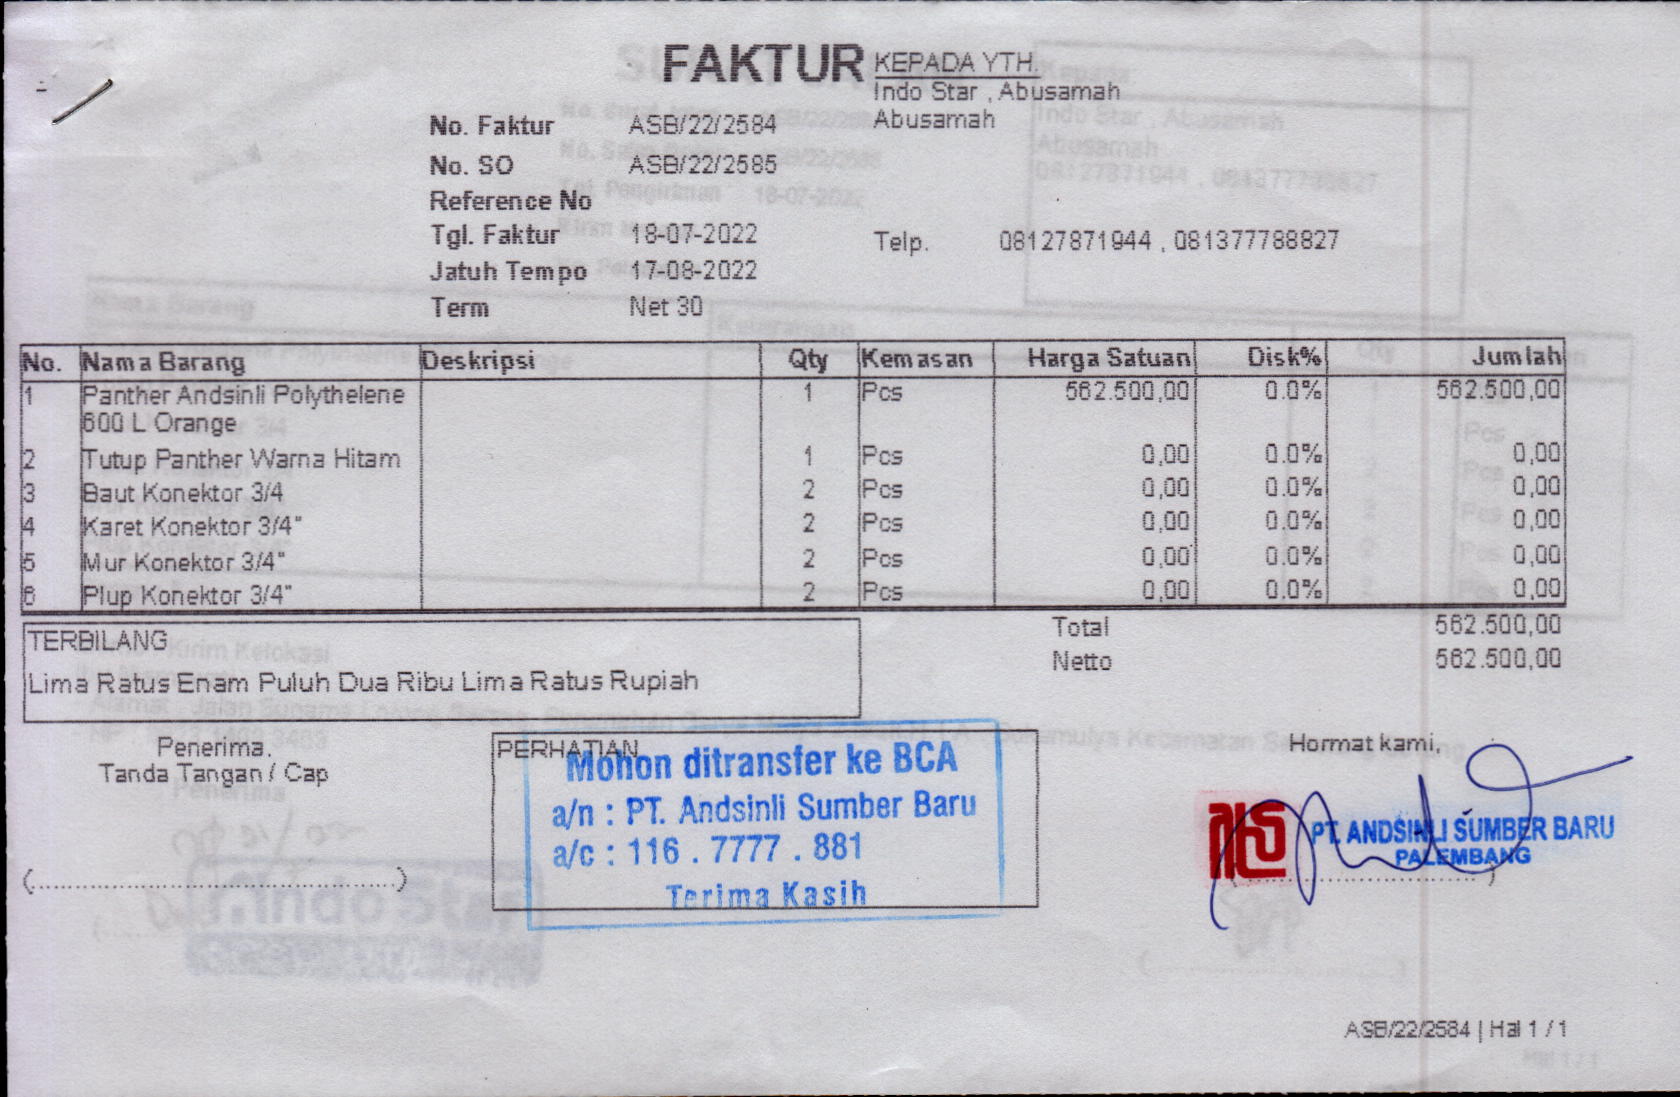 FAKTUR
KEPADA YTH.
Indo Star , Abusamah
Abusamah
No. Faktur ASB/22/2584
No. SO ASB/22/2585
Reference No
Tgl. Faktur 18-07-2022
Telp. 08127871944 , 081377788827
Jatuh Tempo 17-08-2022
Term Net 30
No. Nama Barang Deskripsi Qty Kemasan Harga Satuan Disk% Jumlah
1 Panther Andsinli Polythelene 1 Pcs 562.500,00 0.0% 562.500,00
600 L Orange
2 Tutup Panther Warna Hitam 1 Pcs 0,00 0.0% 0,00
3 Baut Konektor 3/4 2 Pcs 0,00 0.0% 0,00
4 Karet Konektor 3/4" 2 Pcs 0,00 0.0% 0,00
5 Mur Konektor 3/4" 2 Pcs 0,00 0.0% 0,00
6 Plup Konektor 3/4" 2 Pcs 0,00 0.0% 0,00
Total 562.500,00
Netto 562.500,00
TERBILANG
Lima Ratus Enam Puluh Dua Ribu Lima Ratus Rupiah
Penerima.
Tanda Tangan / Cap
(..............................................)
PERHATIAN
Mohon ditransfer ke BCA
a/n : PT. Andsinli Sumber Baru
a/c : 116 . 7777 . 881
Terima Kasih
Hormat kami,
PT. ANDSINLI SUMBER BARU
PALEMBANG
ASB/22/2584 | Hal 1 / 1